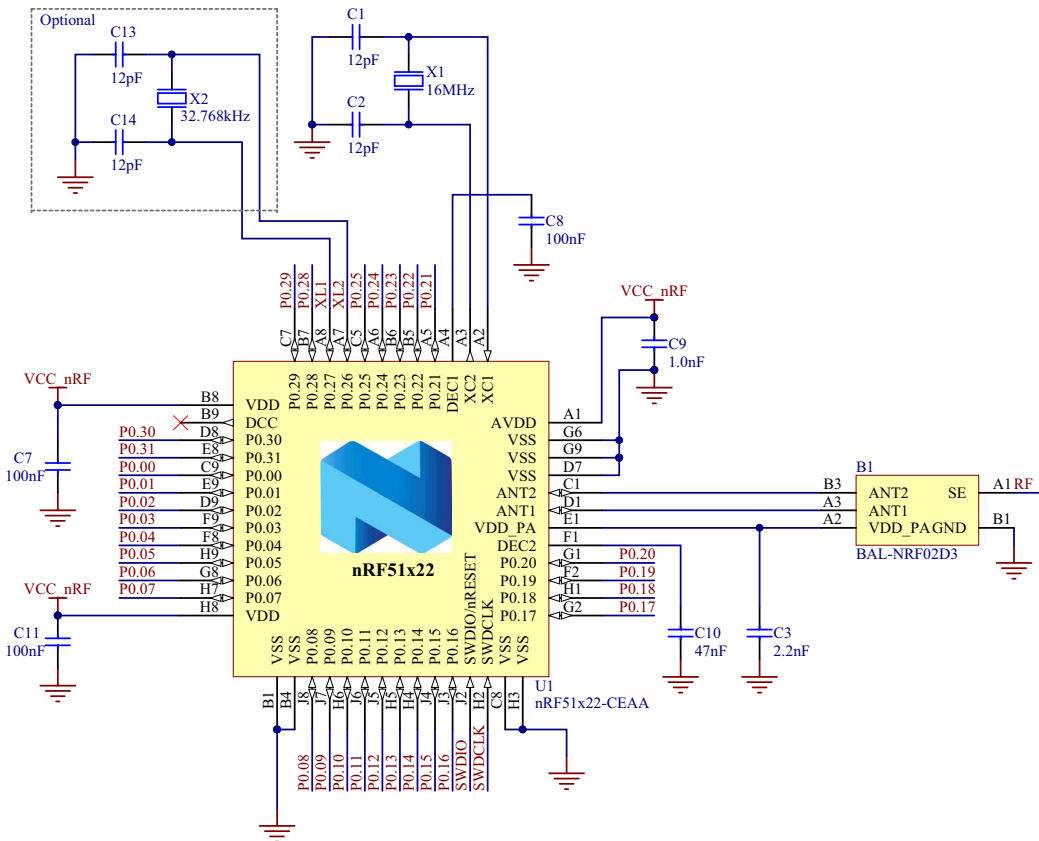 Optional
C13
12pF
X2
32.768kHz
C14
12pF
C1
12pF
X1
16MHz
C2
12pF
C8
100nF
P0.29
P0.28
XL1
XL2
P0.25
P0.24
P0.23
P0.22
P0.21
C7
B7
A8
A7
C5
A6
B6
B5
A5
A4
A3
A2
P0.29
P0.28
P0.27
P0.26
P0.25
P0.24
P0.23
P0.22
P0.21
DEC1
XC2
XC1
VCC_nRF
C9
1.0nF
VCC_nRF
C7
100nF
B8 VDD
B9 DCC
P0.30 D8 P0.30
P0.31 E8 P0.31
P0.00 C9 P0.00
P0.01 E9 P0.01
P0.02 D9 P0.02
P0.03 F9 P0.03
P0.04 F8 P0.04
P0.05 H9 P0.05
P0.06 G8 P0.06
P0.07 H7 P0.07
H8 VDD
VCC_nRF
C11
100nF
nRF51x22
AVDD A1
VSS G6
VSS G9
VSS D7
ANT2 C1
ANT1 D1
VDD_PA E1
DEC2 F1
P0.20 G1 P0.20
P0.19 F2 P0.19
P0.18 H1 P0.18
P0.17 G2 P0.17
B1
B3 ANT2 SE A1 RF
A3 ANT1
A2 VDD_PA GND B1
BAL-NRF02D3
C10
47nF
C3
2.2nF
VSS
VSS
P0.08
P0.09
P0.10
P0.11
P0.12
P0.13
P0.14
P0.15
P0.16
SWDIO/nRESET
SWDCLK
VSS
VSS
U1
nRF51x22-CEAA
B1
B4
J8
J7
H6
J6
J5
H5
H4
J4
J3
J2
H2
C8
H3
P0.08
P0.09
P0.10
P0.11
P0.12
P0.13
P0.14
P0.15
P0.16
SWDIO
SWDCLK